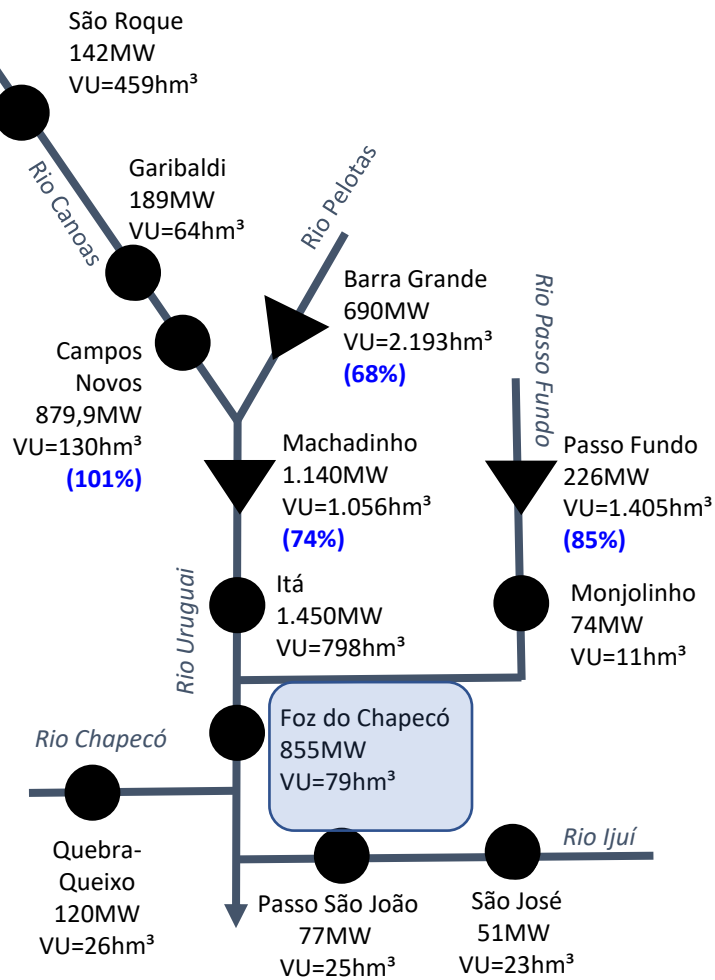 São Roque
142MW
VU=459hm³
Rio Canoas
Garibaldi
189MW
VU=64hm³
Rio Pelotas
Barra Grande
690MW
VU=2.193hm³
(68%)
Rio Passo Fundo
Campos
Novos
879,9MW
VU=130hm³
(101%)
Machadinho
1.140MW
VU=1.056hm³
(74%)
Passo Fundo
226MW
VU=1.405hm³
(85%)
Rio Uruguai
Itá
1.450MW
VU=798hm³
Monjolinho
74MW
VU=11hm³
Foz do Chapecó
855MW
VU=79hm³
Rio Chapecó
Quebra-
Queixo
120MW
VU=26hm³
Rio Ijuí
Passo São João
77MW
VU=25hm³
São José
51MW
VU=23hm³